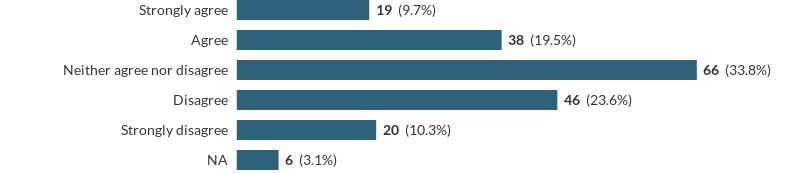 Strongly agree 19 (9.7%)
Agree 38 (19.5%)
Neither agree nor disagree 66 (33.8%)
Disagree 46 (23.6%)
Strongly disagree 20 (10.3%)
NA 6 (3.1%)